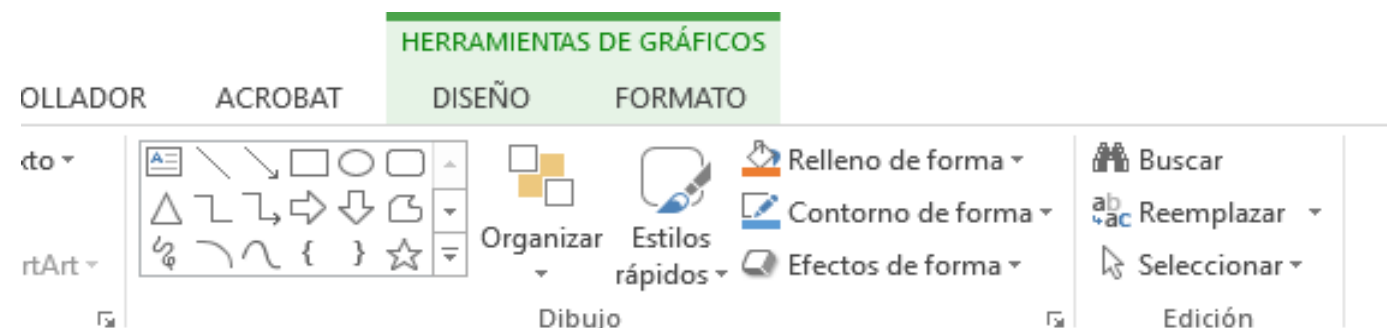 HERRAMIENTAS DE GRÁFICOS
OLLADOR ACROBAT DISEÑO FORMATO
xto
Relleno de forma
Buscar
Contorno de forma
Reemplazar
Organizar
Estilos rápidos
Efectos de forma
Seleccionar
rtArt
Dibujo
Edición